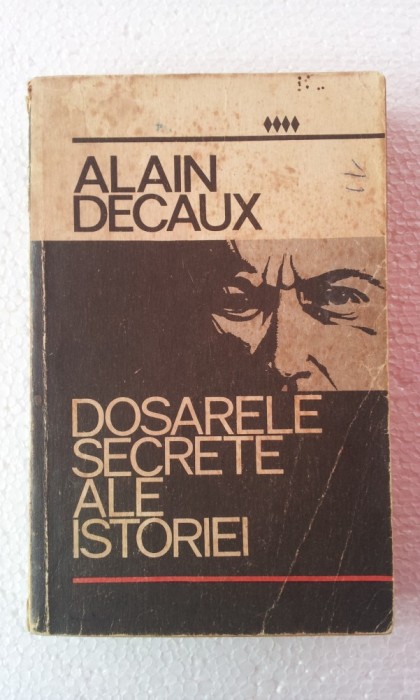 ALAIN
DECAUX
DOSARELE
SECRETE
ALE
ISTORIEI